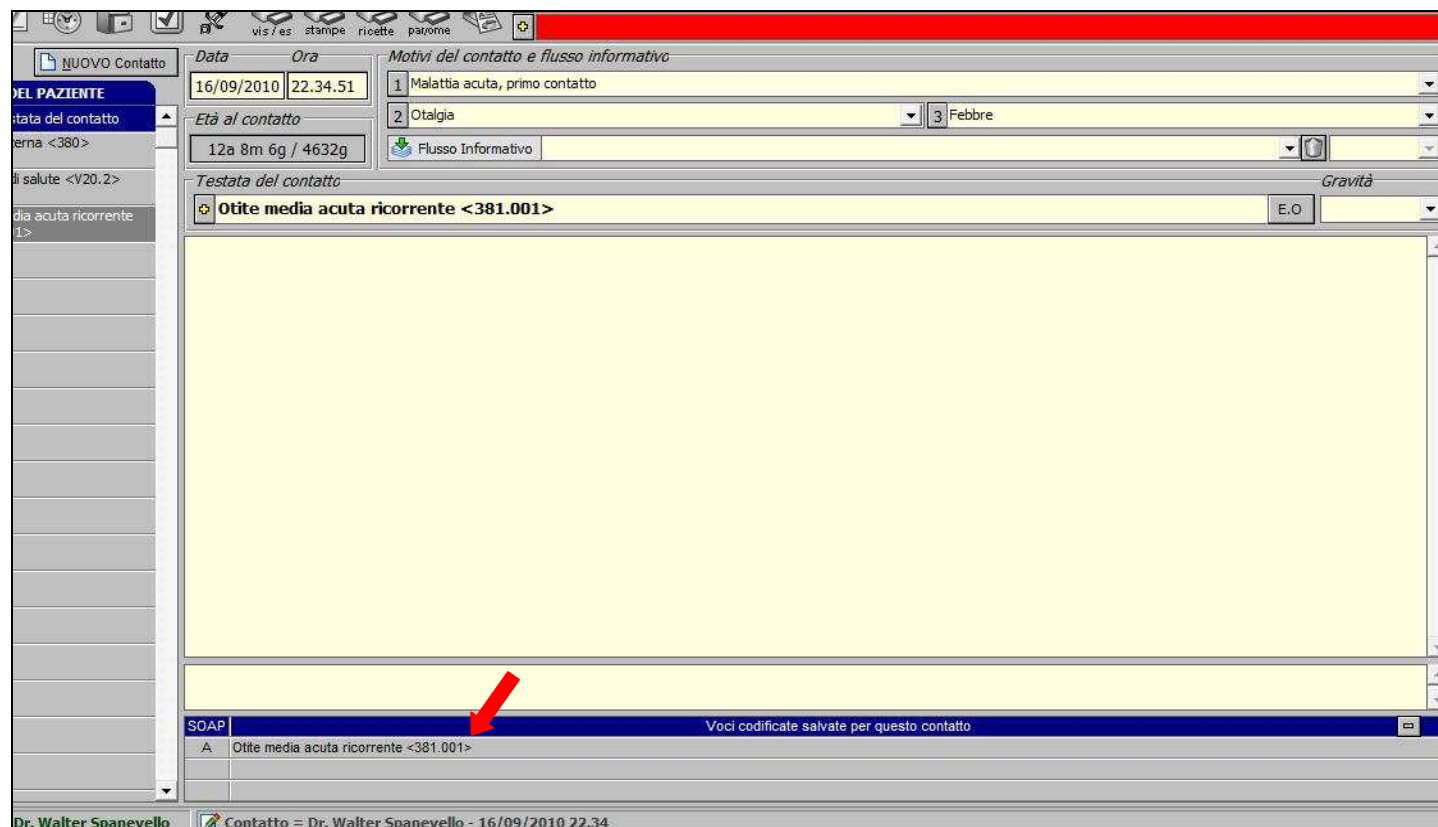 vis/es stampe ricette par/ome
NUOVO Contatto
DEL PAZIENTE
stata del contatto
erna <380>
di salute <V20.2>
dia acuta ricorrente
1>
Data Ora
16/09/2010 22.34.51
Età al contatto
12a 8m 6g / 4632g
Motivi del contatto e flusso informativo
1 Malattia acuta, primo contatto
2 Otalgia
3 Febbre
Flusso Informativo
Testata del contatto
Gravità
Otite media acuta ricorrente <381.001>
E.O
SOAP Voci codificate salvate per questo contatto
A Otite media acuta ricorrente <381.001>
Dr. Walter Spanevello
Contatto = Dr. Walter Spanevello - 16/09/2010 22.34